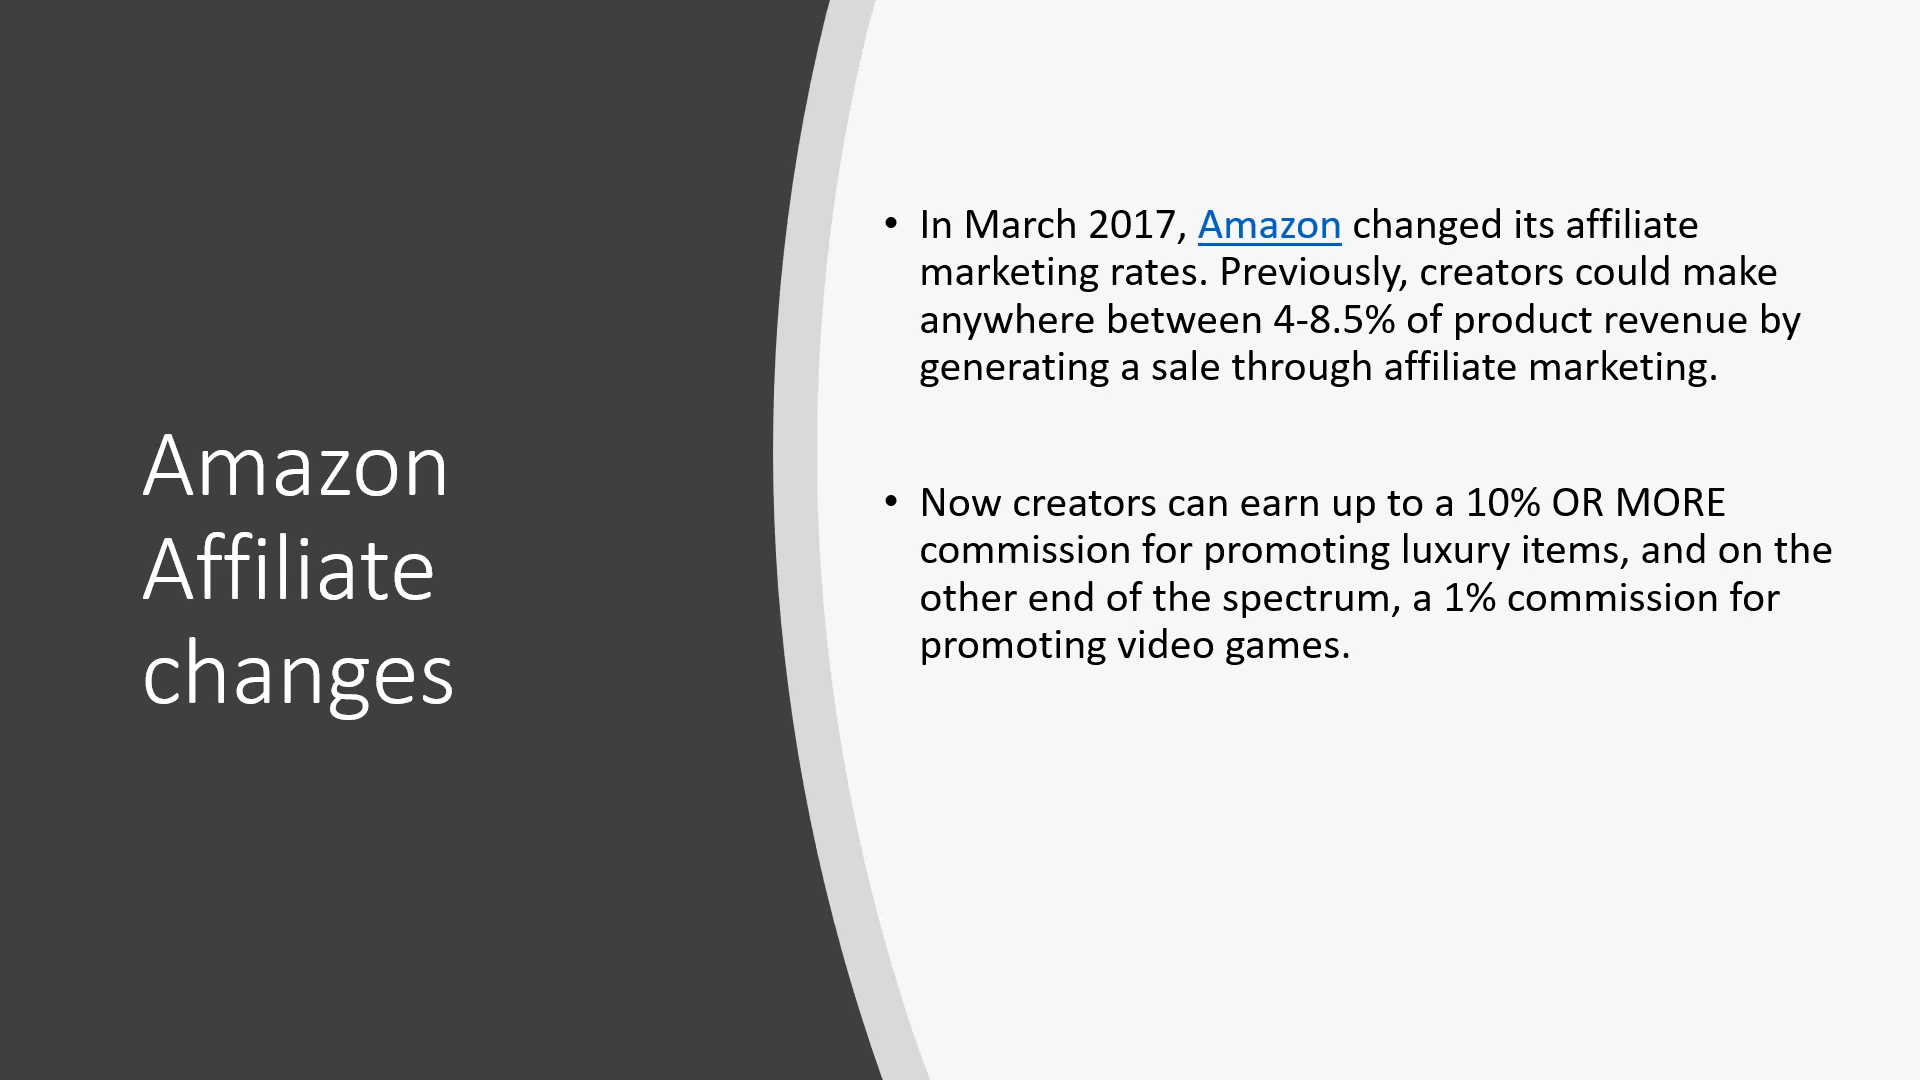 Amazon
Affiliate
changes
• In March 2017, Amazon changed its affiliate
marketing rates. Previously, creators could make
anywhere between 4-8.5% of product revenue by
generating a sale through affiliate marketing.
• Now creators can earn up to a 10% OR MORE
commission for promoting luxury items, and on the
other end of the spectrum, a 1% commission for
promoting video games.